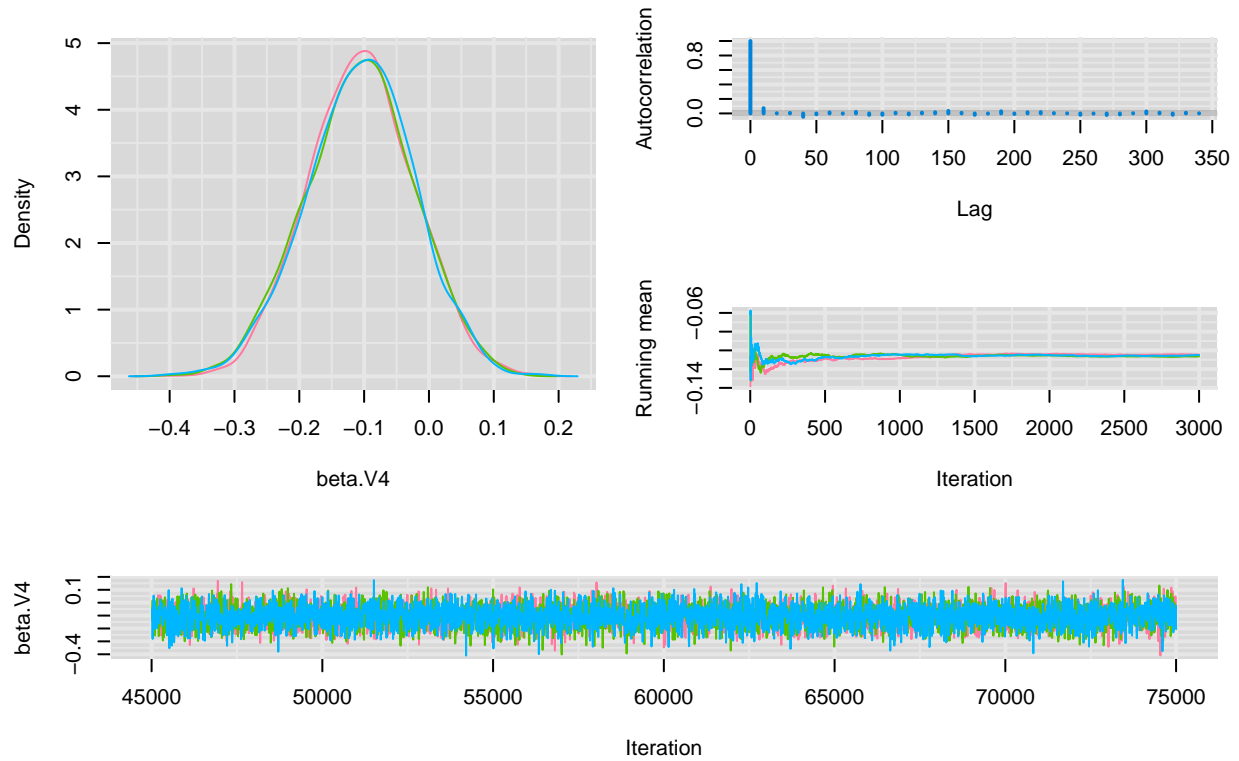 Density
5
4
3
2
1
0
−0.4 −0.3 −0.2 −0.1 0.0 0.1 0.2
beta.V4
Autocorrelation
0.8
0.0
0 50 100 150 200 250 300 350
Lag
Running mean
−0.06
−0.14
0 500 1000 1500 2000 2500 3000
Iteration
beta.V4
0.1
−0.4
45000 50000 55000 60000 65000 70000 75000
Iteration